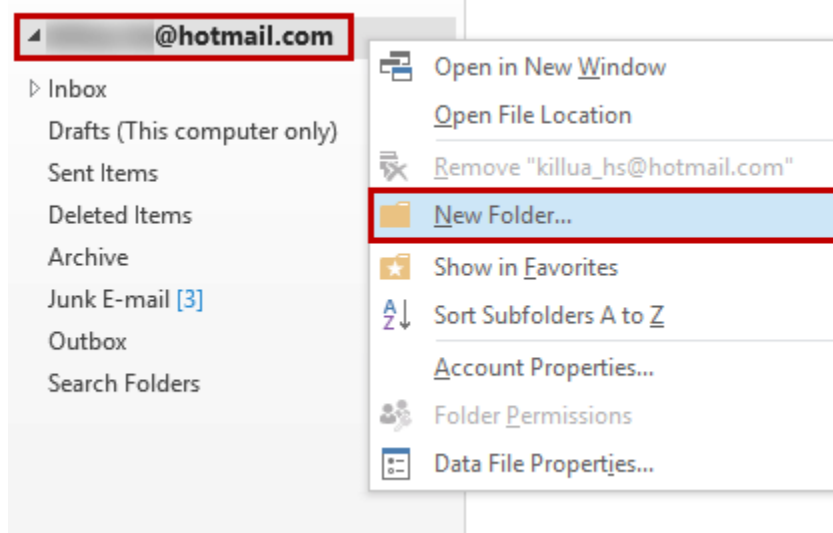 @hotmail.com
Inbox
Drafts (This computer only)
Sent Items
Deleted Items
Archive
Junk E-mail [3]
Outbox
Search Folders
Open in New Window
Open File Location
Remove "killua_hs@hotmail.com"
New Folder...
Show in Favorites
Sort Subfolders A to Z
Account Properties...
Folder Permissions
Data File Properties...